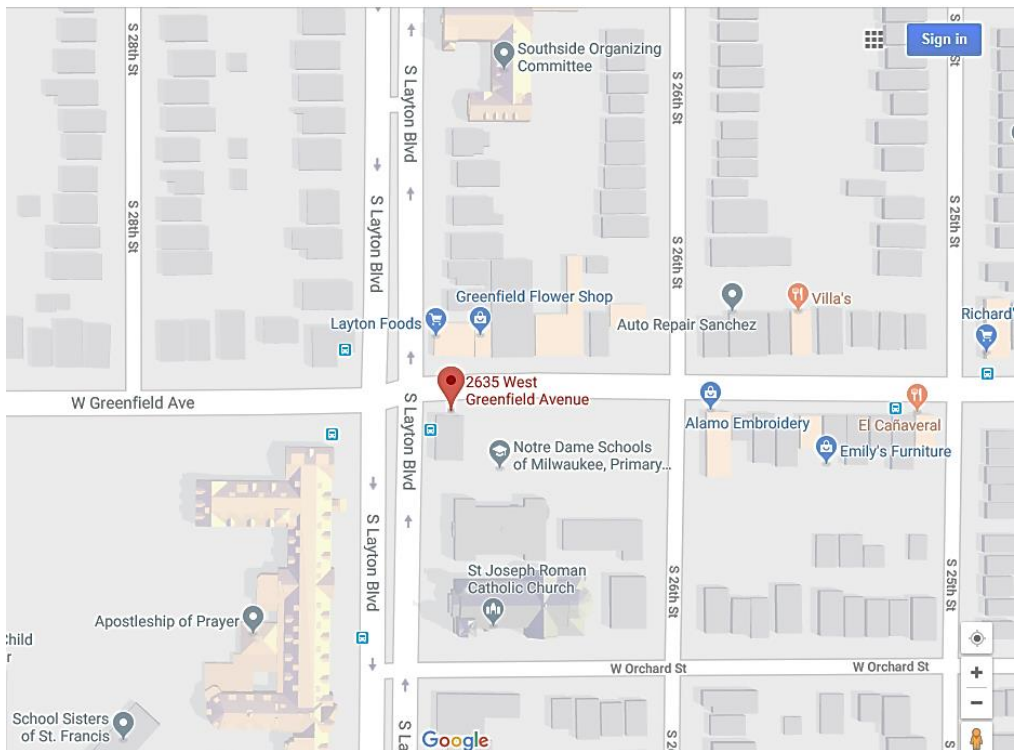 S 28th St
S Layton Blvd
Southside Organizing
Committee
S 26th St
Sign in
S 28th St
S Layton Blvd
S 26th St
S 25th St
Greenfield Flower Shop
Layton Foods
Auto Repair Sanchez
Villa's
Richard'
2635 West
Greenfield Avenue
W Greenfield Ave
S Layton Blvd
Alamo Embroidery
El Cañaveral
Emily's Furniture
Notre Dame Schools
of Milwaukee, Primary...
S Layton Blvd
St Joseph Roman
Catholic Church
S 26th St
S 25th St
Apostleship of Prayer
Child
r
W Orchard St
W Orchard St
School Sisters
of St. Francis
S La
Google
S 2
S
+
−